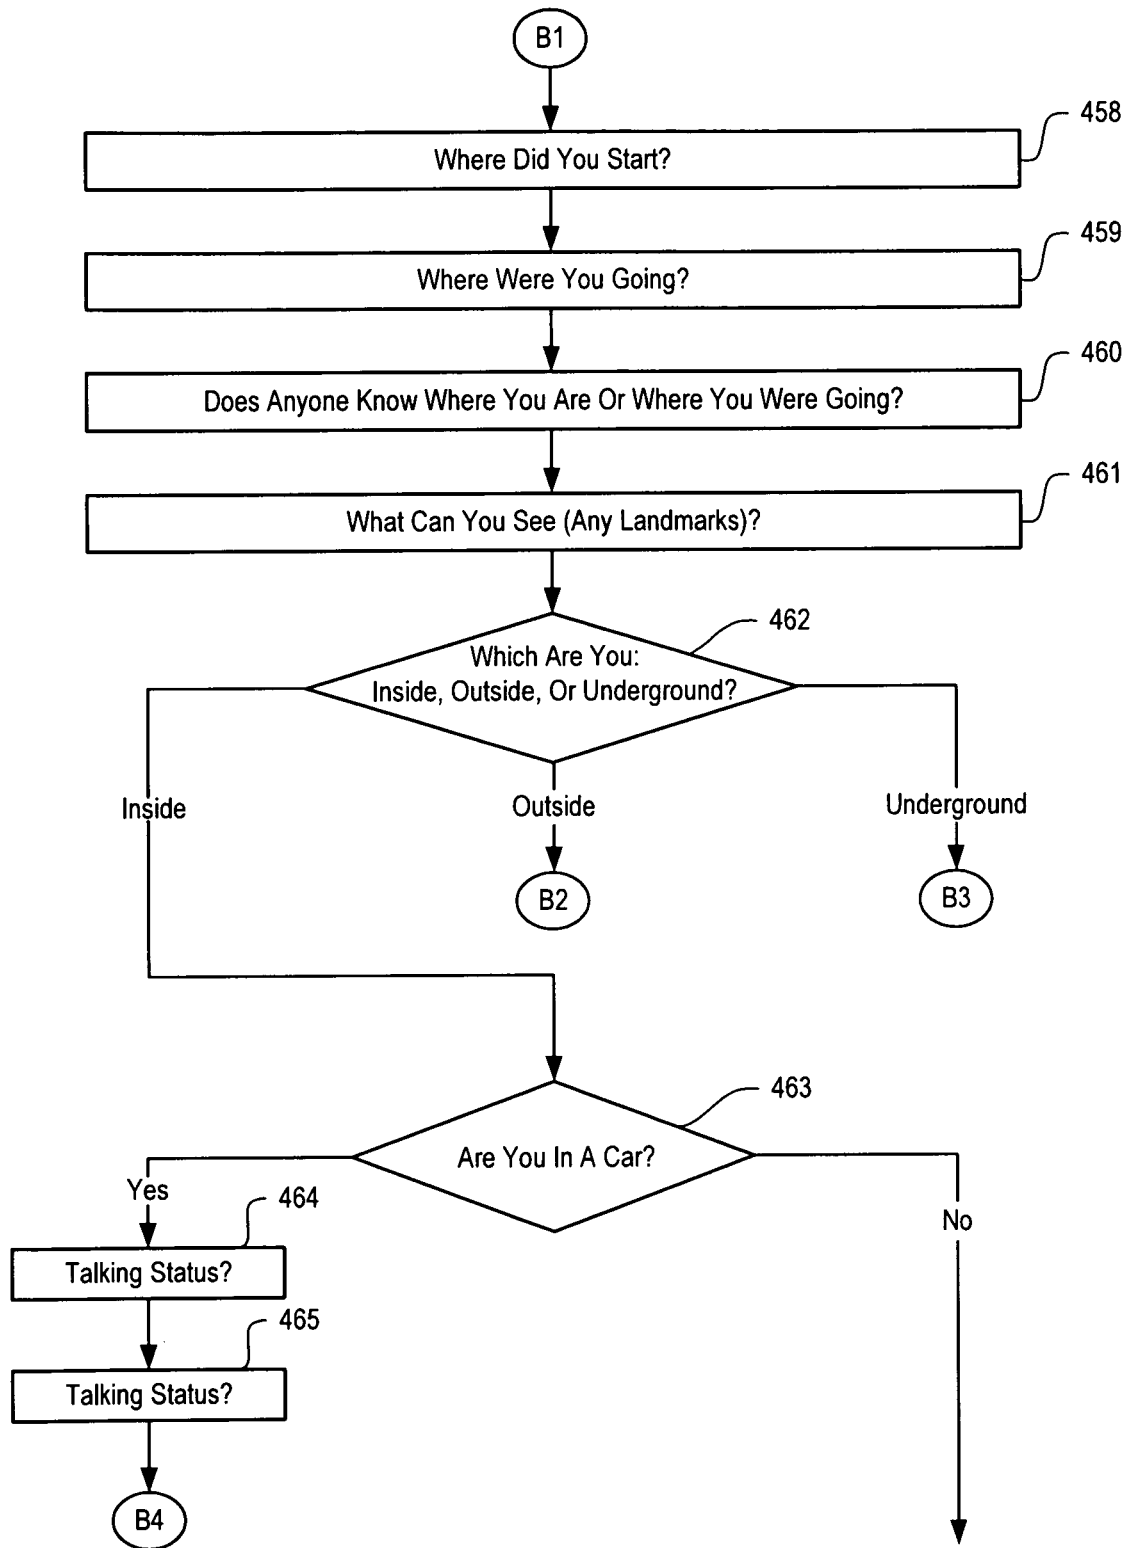 B1
458
Where Did You Start?
459
Where Were You Going?
460
Does Anyone Know Where You Are Or Where You Were Going?
461
What Can You See (Any Landmarks)?
462
Which Are You:
Inside, Outside, Or Underground?
Inside
Outside
Underground
B2
B3
463
Are You In A Car?
Yes
No
464
Talking Status?
465
Talking Status?
B4